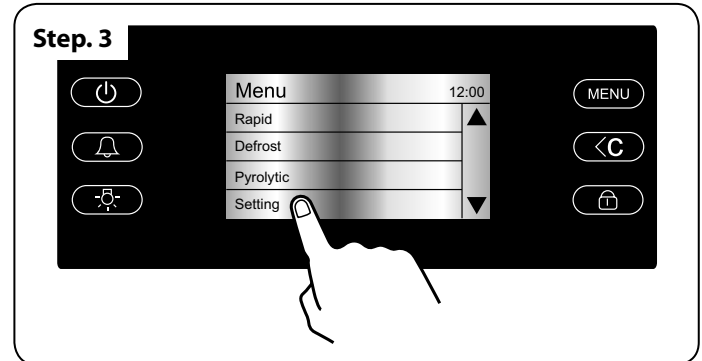 Step. 3
Menu 12:00
MENU
Rapid
Defrost
<C
Pyrolytic
Setting